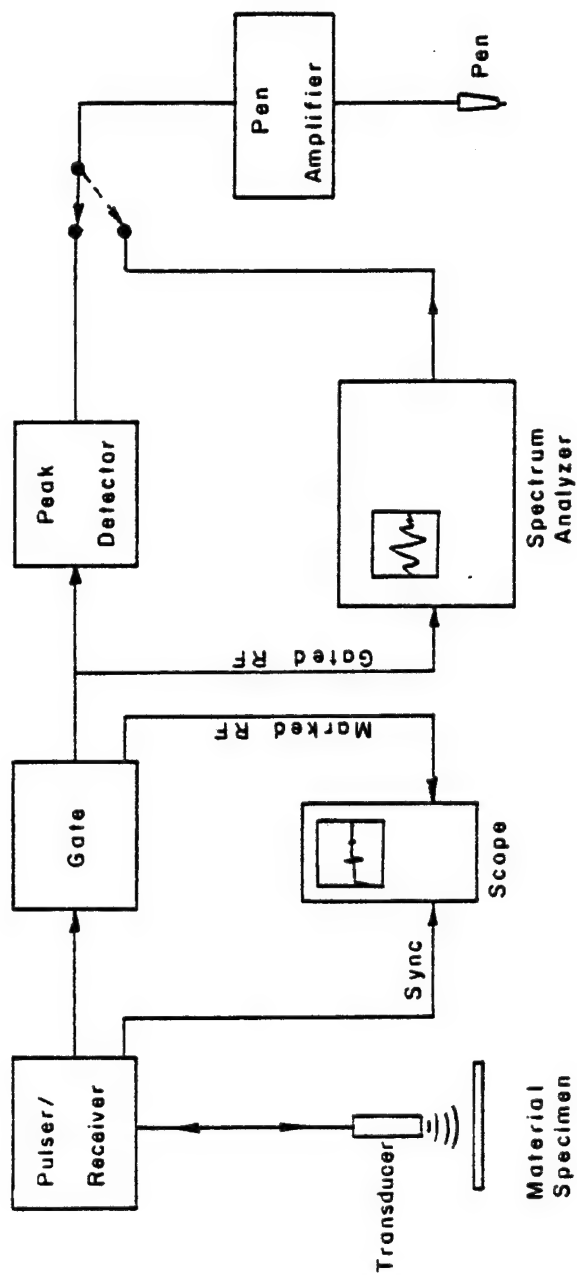 Pulser/
Receiver
Gate
Peak
Detector
Pen
Amplifier
Pen
Gated RF
Marked RF
Sync
Transducer
Scope
Spectrum
Analyzer
Material
Specimen